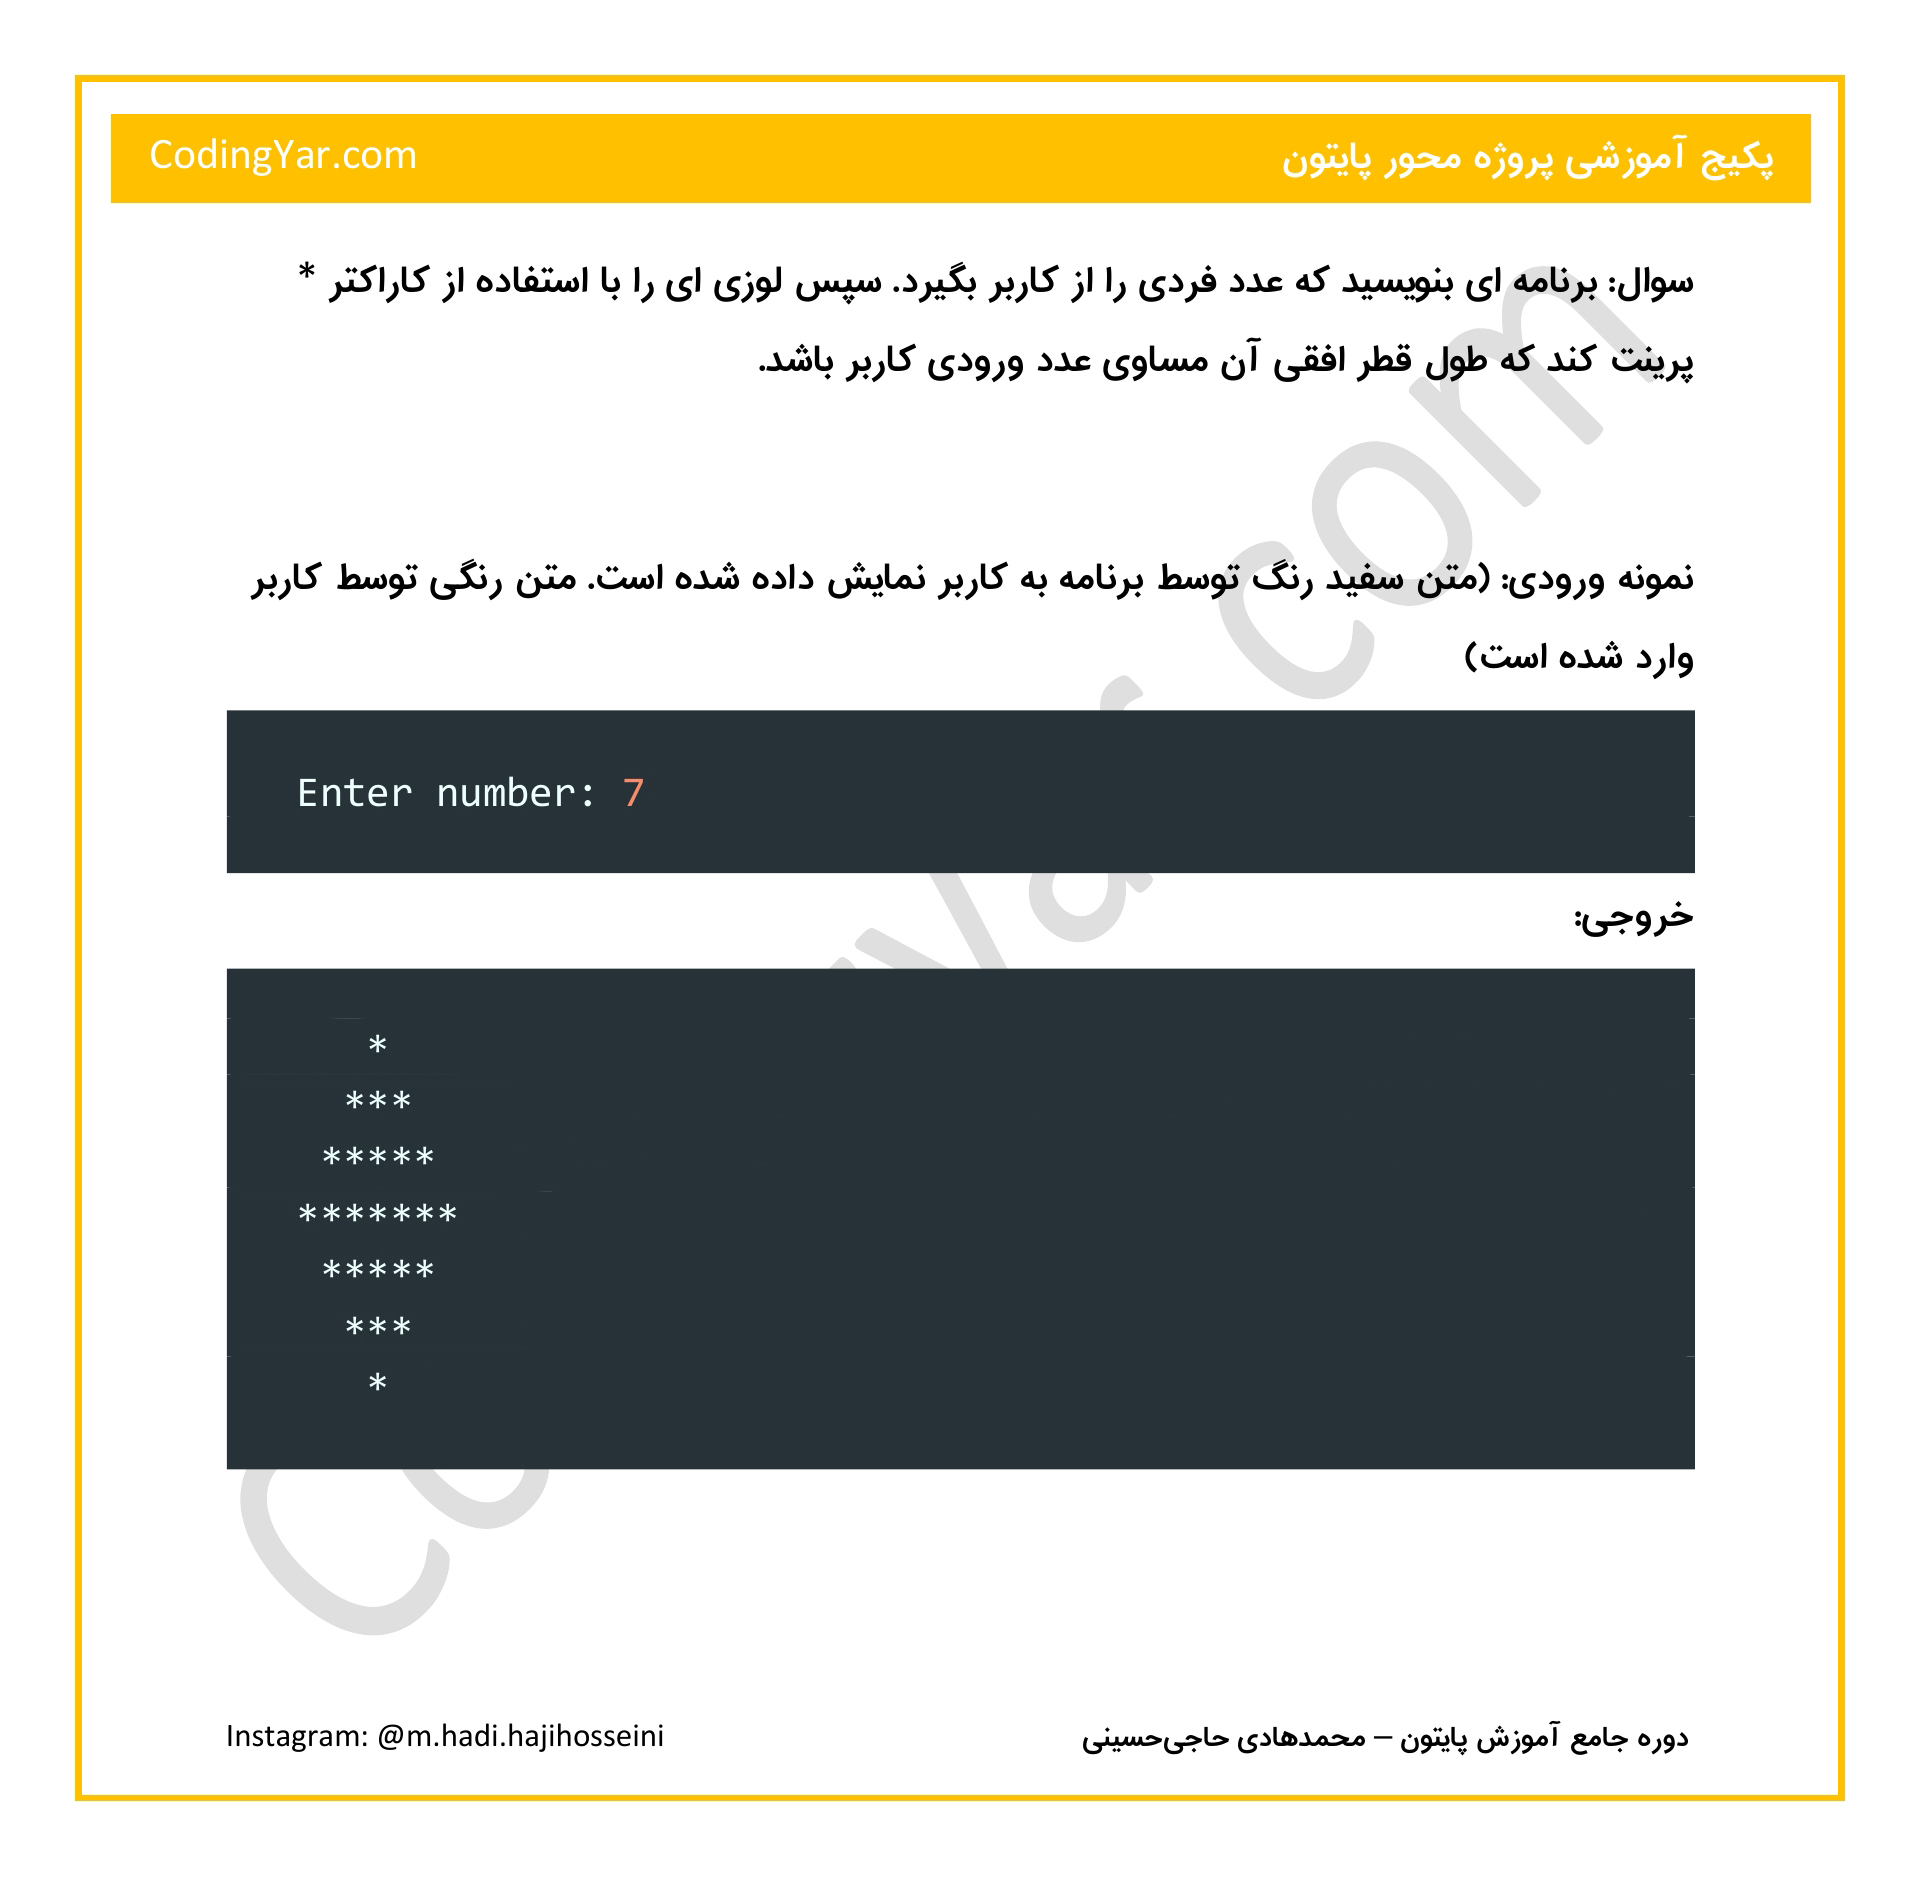 پکیج آموزشی پروژه محور پایتون
CodingYar.com
سوال: برنامه ای بنویسید که عدد فردی را از کاربر بگیرد. سپس لوزی ای را با استفاده از کاراکتر *
پرینت کند که طول قطر افقی آن مساوی عدد ورودی کاربر باشد.
نمونه ورودی: (متن سفید رنگ توسط برنامه به کاربر نمایش داده شده است. متن رنگی توسط کاربر
وارد شده است)
Enter number: 7
خروجی:
   *
  ***
 *****
*******
 *****
  ***
   *
دوره جامع آموزش پایتون – محمدهادی حاجی‌حسینی
Instagram: @m.hadi.hajihosseini